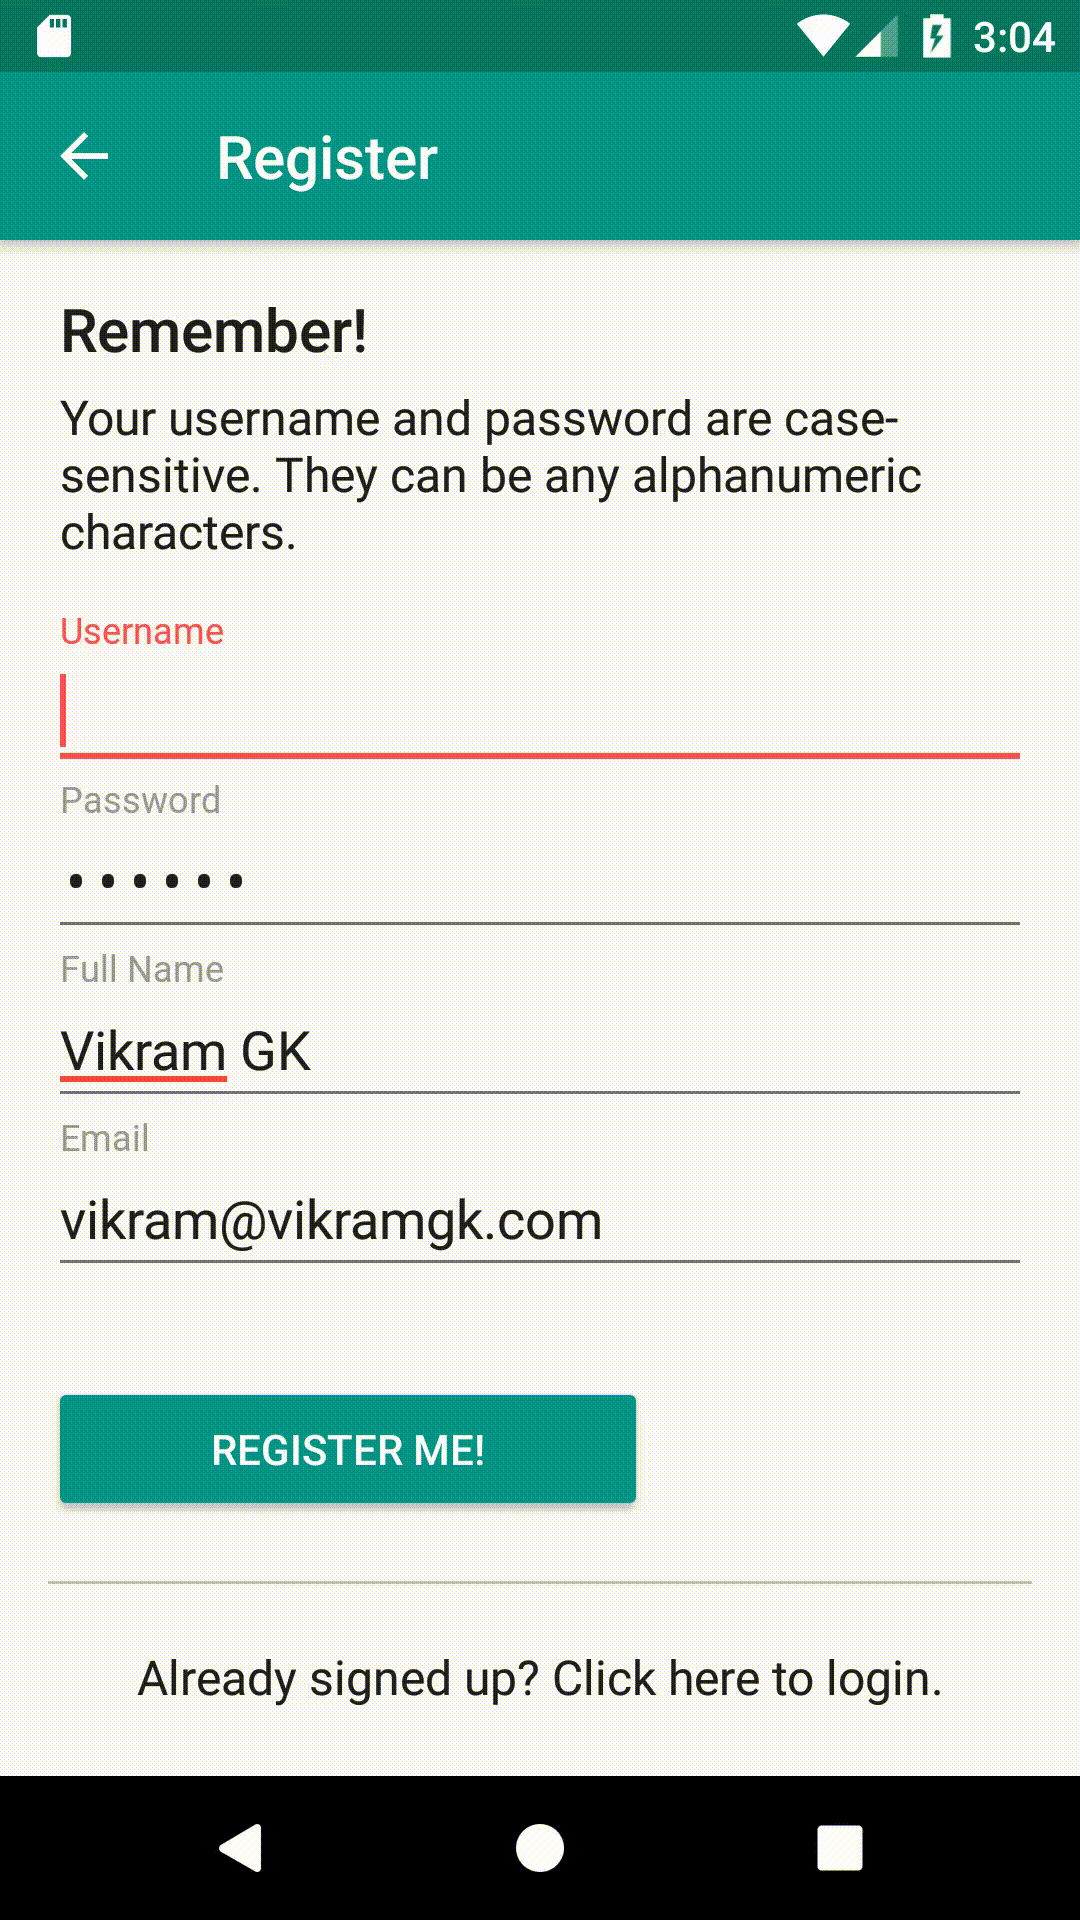 3:04
Register
Remember!
Your username and password are case-
sensitive. They can be any alphanumeric
characters.
Username
Password
••••••
Full Name
Vikram GK
Email
vikram@vikramgk.com
REGISTER ME!
Already signed up? Click here to login.